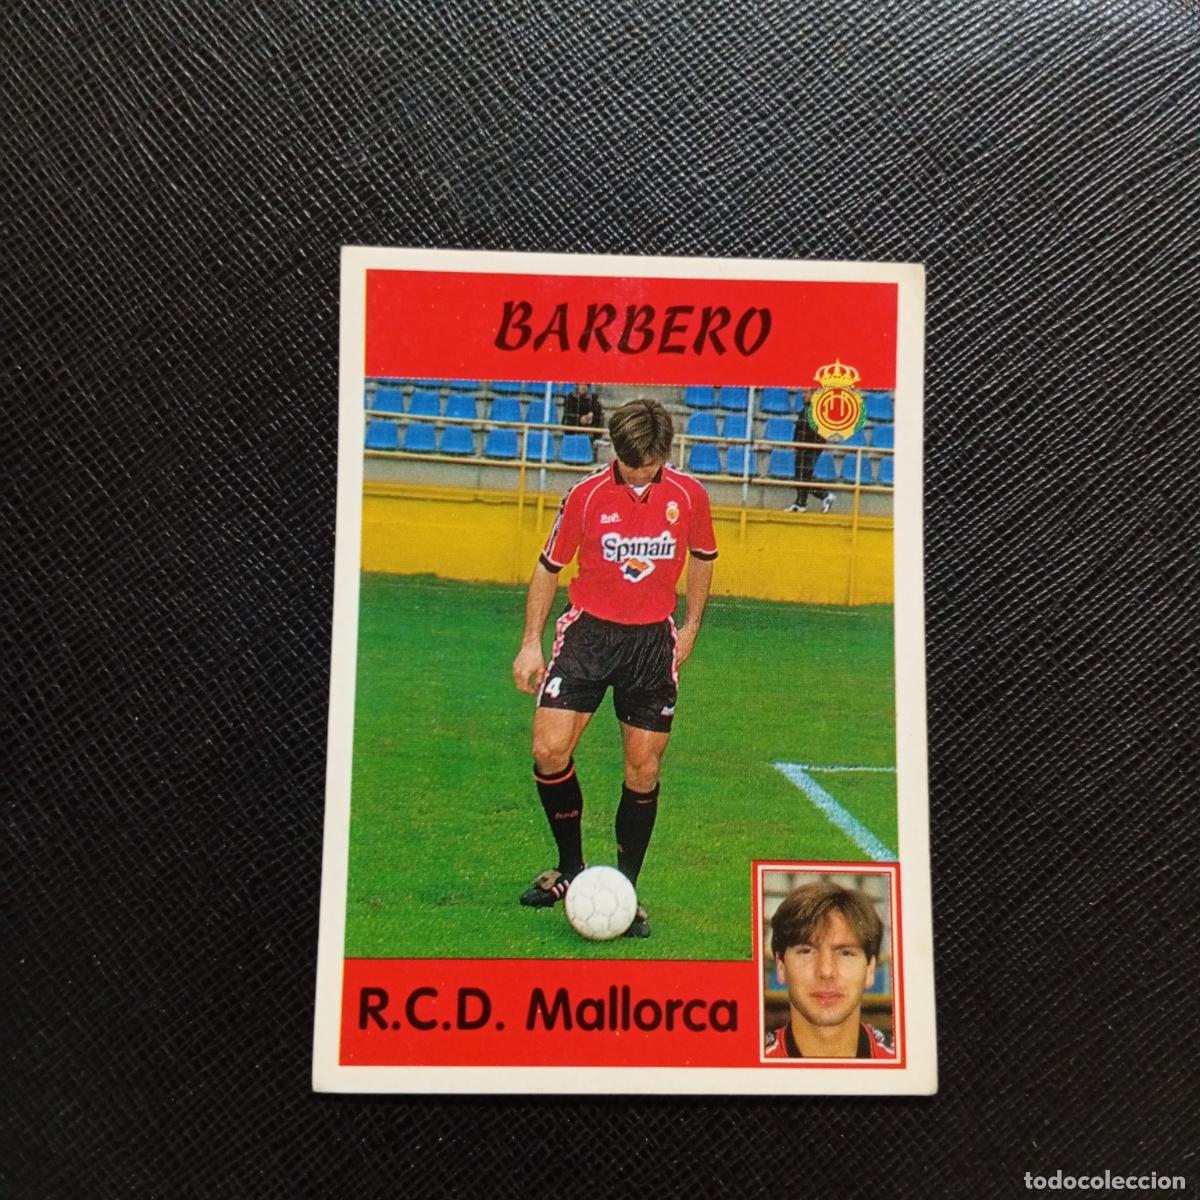 BARBERO
Spanair
4
R.C.D. Mallorca
todocoleccion